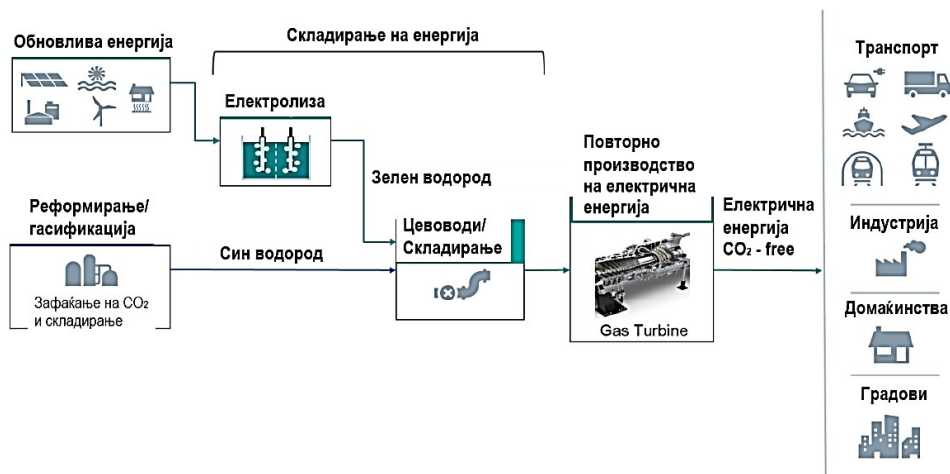 Обновлива енергија
Складирање на енергија
Електролиза
Зелен водород
Реформирање/
гасификација
Зафаќање на CO₂
и складирање
Син водород
Цевоводи/
Складирање
Повторно
производство
на електрична
енергија
Gas Turbine
Електрична
енергија
CO₂ - free
Транспорт
Индустрија
Домаќинства
Градови